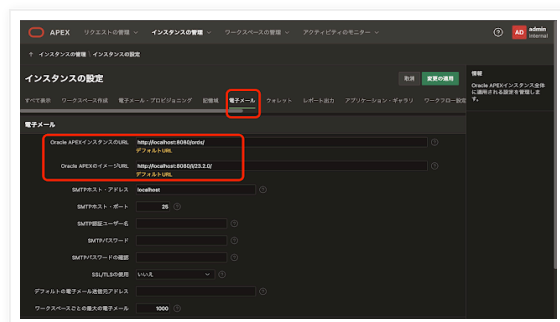 APEX リクエストの管理 インスタンスの管理 ワークスペースの管理 アクティビティのモニター AD admin internal
インスタンスの管理 \ インスタンスの設定
インスタンスの設定 取消 変更の適用
すべて表示 ワークスペース作成 電子メール・プロビジョニング 記憶域 電子メール ウォレット レポート出力 アプリケーション・ギャラリ ワークフロー設定
情報
Oracle APEXインスタンス全体に適用される設定を管理します。
電子メール
Oracle APEXインスタンスのURL http://localhost:8080/ords/
デフォルトURL
Oracle APEXのイメージURL http://localhost:8080/i/23.2.0/
デフォルトURL
SMTPホスト・アドレス localhost
SMTPホスト・ポート 25
SMTP認証ユーザー名
SMTPパスワード
SMTPパスワードの確認
SSL/TLSの使用 いいえ
デフォルトの電子メール送信元アドレス
ワークスペースごとの最大の電子メール 1000